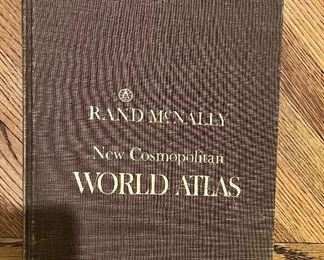 RAND McNALLY
New Cosmopolitan
WORLD ATLAS